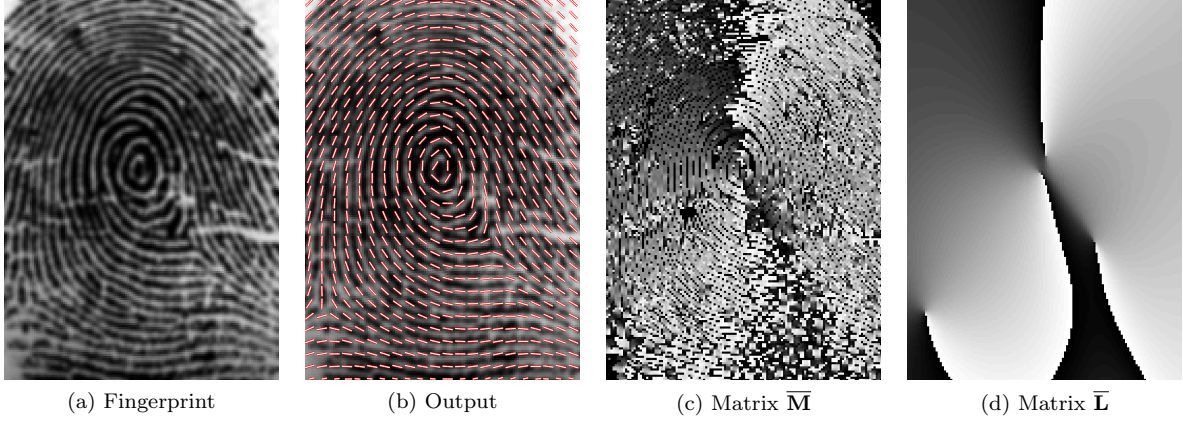 (a) Fingerprint
(b) Output
(c) Matrix M̅
(d) Matrix L̅